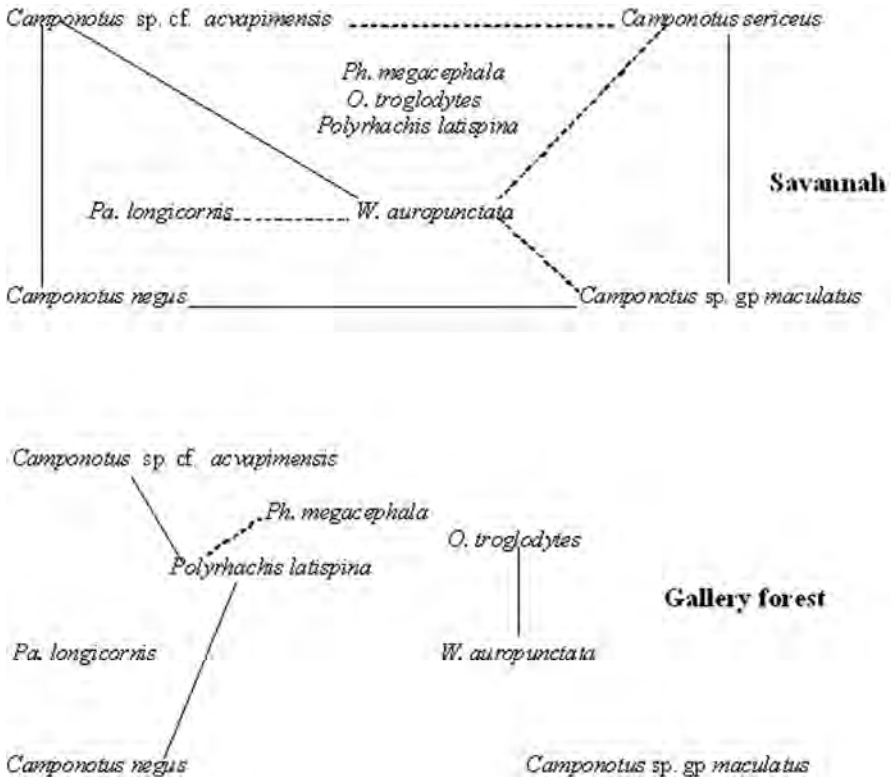 Camponotus sp. cf. acvapimensis Camponotus sericeus
Ph. megacephala
O. troglodytes
Polyrhachis latispina
Savannah
Pa. longicornis W. auropunctata
Camponotus negus Camponotus sp. gp maculatus
Camponotus sp cf. acvapimensis
Ph. megacephala
O. troglodytes
Polyrhachis latispina
Gallery forest
Pa. longicornis W. auropunctata
Camponotus negus Camponotus sp. gp maculatus